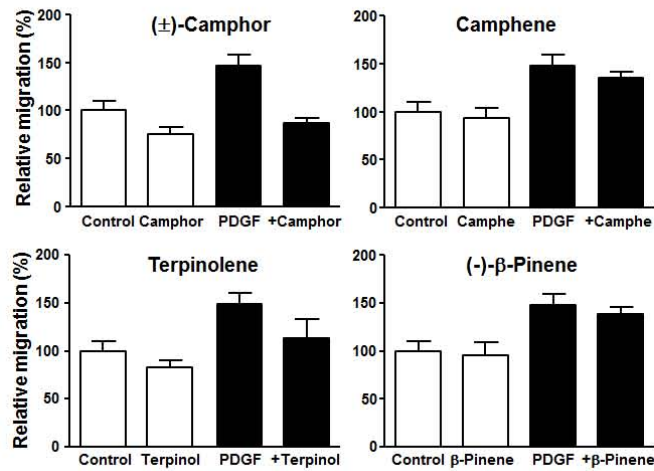 (±)-Camphor
Relative migration (%)
200
150
100
50
0
Control Camphor PDGF +Camphor
Camphene
200
150
100
50
0
Control Camphe PDGF +Camphe
Terpinolene
Relative migration (%)
200
150
100
50
0
Control Terpinol PDGF +Terpinol
(-)-β-Pinene
200
150
100
50
0
Control β-Pinene PDGF +β-Pinene